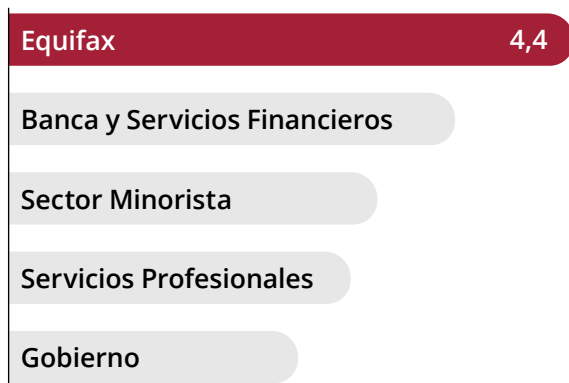 Equifax 4,4
Banca y Servicios Financieros
Sector Minorista
Servicios Profesionales
Gobierno